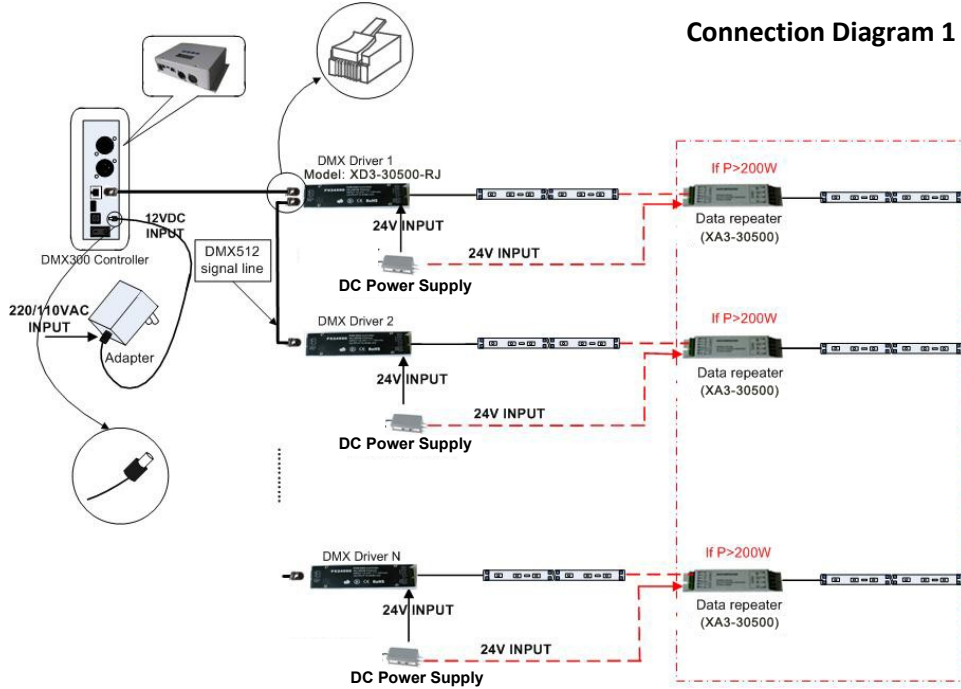 Connection Diagram 1
DMX Driver 1
Model: XD3-30500-RJ
If P>200W
24V INPUT
24V INPUT
Data repeater
(XA3-30500)
DC Power Supply
12VDC
INPUT
DMX300 Controller
DMX512
signal line
220/110VAC
INPUT
Adapter
DMX Driver 2
If P>200W
24V INPUT
24V INPUT
Data repeater
(XA3-30500)
DC Power Supply
DMX Driver N
If P>200W
24V INPUT
24V INPUT
Data repeater
(XA3-30500)
DC Power Supply